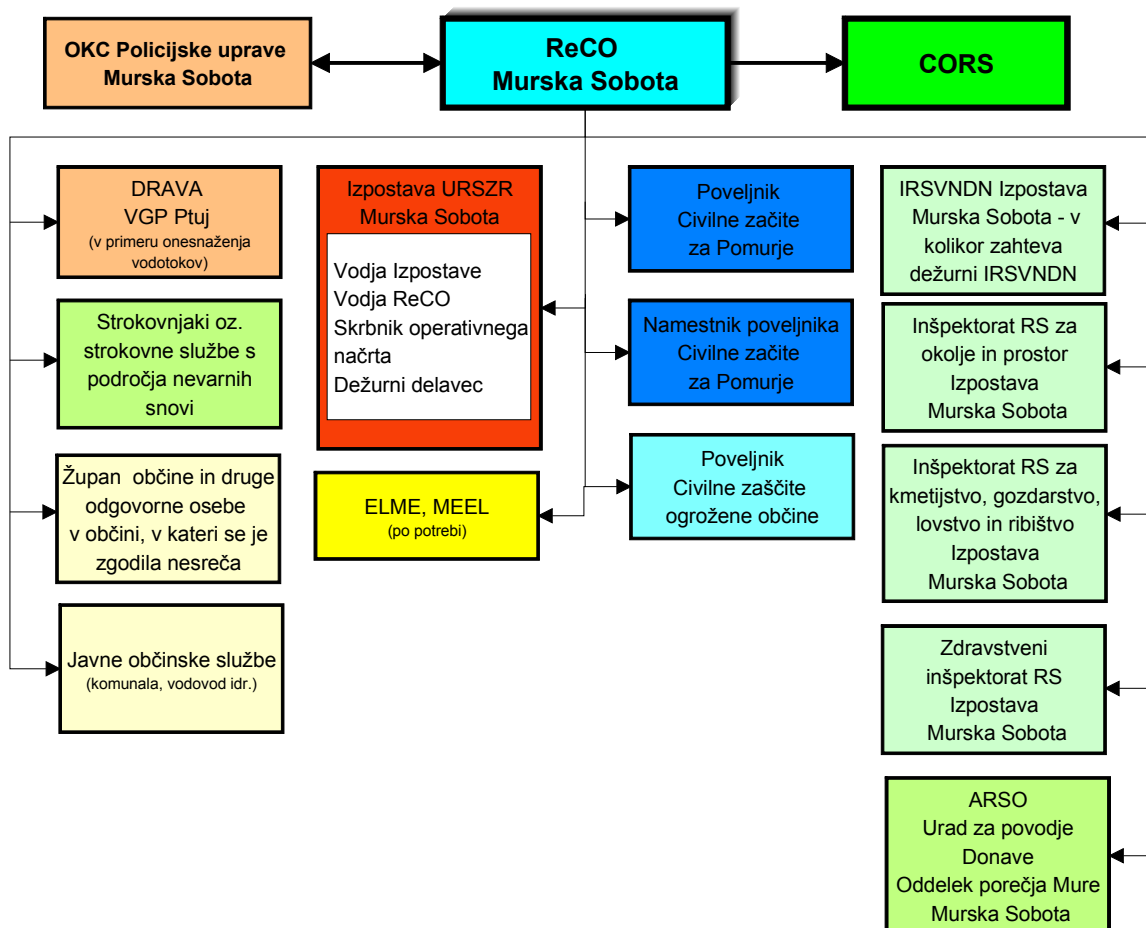 OKC Policijske uprave
Murska Sobota
ReCO
Murska Sobota
CORS
DRAVA
VGP Ptuj
(v primeru onesnaženja
vodotokov)
Strokovnjaki oz.
strokovne službe s
področja nevarnih
snovi
Župan občine in druge
odgovorne osebe
v občini, v kateri se je
zgodila nesreča
Javne občinske službe
(komunala, vodovod idr.)
Izpostava URSZR
Murska Sobota
Vodja Izpostave
Vodja ReCO
Skrbnik operativnega
načrta
Dežurni delavec
ELME, MEEL
(po potrebi)
Poveljnik
Civilne začite
za Pomurje
Namestnik poveljnika
Civilne začite
za Pomurje
Poveljnik
Civilne zaščite
ogrožene občine
IRSVNDN Izpostava
Murska Sobota - v
kolikor zahteva
dežurni IRSVNDN
Inšpektorat RS za
okolje in prostor
Izpostava
Murska Sobota
Inšpektorat RS za
kmetijstvo, gozdarstvo,
lovstvo in ribištvo
Izpostava
Murska Sobota
Zdravstveni
inšpektorat RS
Izpostava
Murska Sobota
ARSO
Urad za povodje
Donave
Oddelek porečja Mure
Murska Sobota